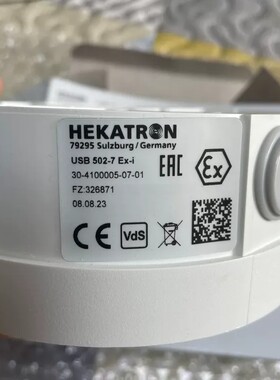 HEKATRON
79295 Sulzburg / Germany
USB 502-7 Ex-i
30-4100005-07-01
FZ:326871
08.08.23
EAC
Ex
CE
VdS